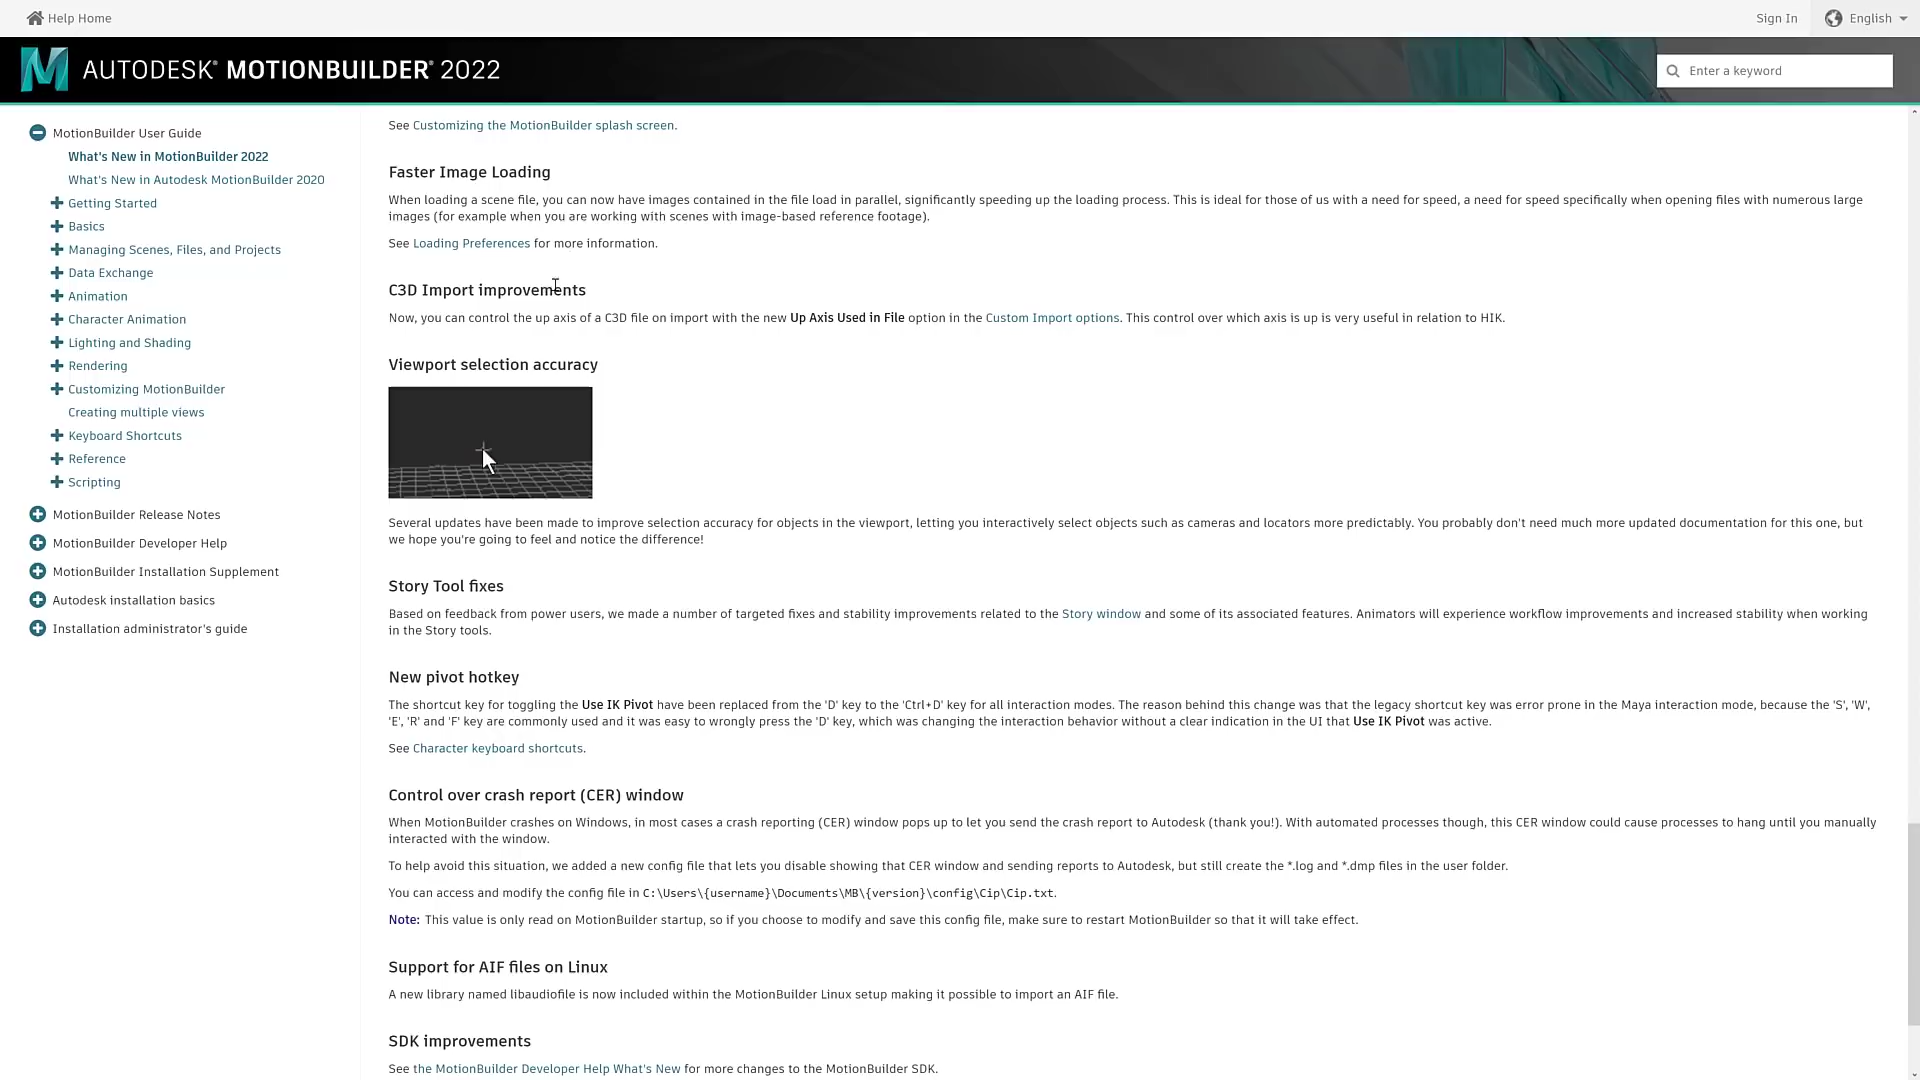 Help Home
Sign In
English
AUTODESK® MOTIONBUILDER® 2022
Enter a keyword
MotionBuilder User Guide
What's New in MotionBuilder 2022
What's New in Autodesk MotionBuilder 2020
Getting Started
Basics
Managing Scenes, Files, and Projects
Data Exchange
Animation
Character Animation
Lighting and Shading
Rendering
Customizing MotionBuilder
Creating multiple views
Keyboard Shortcuts
Reference
Scripting
MotionBuilder Release Notes
MotionBuilder Developer Help
MotionBuilder Installation Supplement
Autodesk installation basics
Installation administrator's guide
See Customizing the MotionBuilder splash screen.
Faster Image Loading
When loading a scene file, you can now have images contained in the file load in parallel, significantly speeding up the loading process. This is ideal for those of us with a need for speed, a need for speed specifically when opening files with numerous large
images (for example when you are working with scenes with image-based reference footage).
See Loading Preferences for more information.
C3D Import improvements
Now, you can control the up axis of a C3D file on import with the new Up Axis Used in File option in the Custom Import options. This control over which axis is up is very useful in relation to HIK.
Viewport selection accuracy
Several updates have been made to improve selection accuracy for objects in the viewport, letting you interactively select objects such as cameras and locators more predictably. You probably don't need much more updated documentation for this one, but
we hope you're going to feel and notice the difference!
Story Tool fixes
Based on feedback from power users, we made a number of targeted fixes and stability improvements related to the Story window and some of its associated features. Animators will experience workflow improvements and increased stability when working
in the Story tools.
New pivot hotkey
The shortcut key for toggling the Use IK Pivot have been replaced from the 'D' key to the 'Ctrl+D' key for all interaction modes. The reason behind this change was that the legacy shortcut key was error prone in the Maya interaction mode, because the 'S', 'W',
'E', 'R' and 'F' key are commonly used and it was easy to wrongly press the 'D' key, which was changing the interaction behavior without a clear indication in the UI that Use IK Pivot was active.
See Character keyboard shortcuts.
Control over crash report (CER) window
When MotionBuilder crashes on Windows, in most cases a crash reporting (CER) window pops up to let you send the crash report to Autodesk (thank you!). With automated processes though, this CER window could cause processes to hang until you manually
interacted with the window.
To help avoid this situation, we added a new config file that lets you disable showing that CER window and sending reports to Autodesk, but still create the *.log and *.dmp files in the user folder.
You can access and modify the config file in C:\Users\{username}\Documents\MB\{version}\config\Cip\Cip.txt.
Note: This value is only read on MotionBuilder startup, so if you choose to modify and save this config file, make sure to restart MotionBuilder so that it will take effect.
Support for AIF files on Linux
A new library named libaudiofile is now included within the MotionBuilder Linux setup making it possible to import an AIF file.
SDK improvements
See the MotionBuilder Developer Help What's New for more changes to the MotionBuilder SDK.